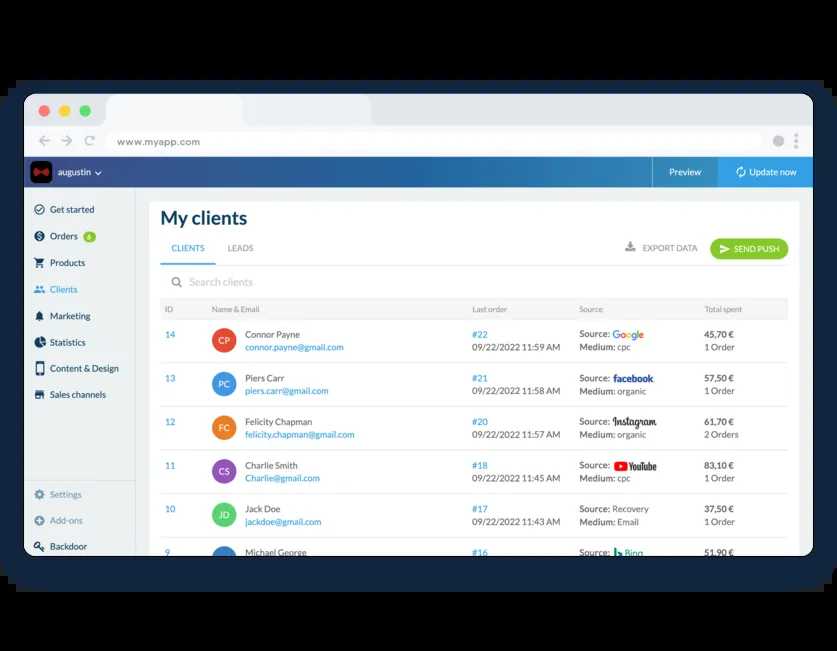 www.myapp.com
augustin
Preview
Update now
Get started
Orders 6
Products
Clients
Marketing
Statistics
Content & Design
Sales channels
Settings
Add-ons
Backdoor
My clients
CLIENTS LEADS EXPORT DATA SEND PUSH
Search clients
ID Name & Email Last order Source Total spent
14 Connor Payne #22 Source: Google 45,70 €
connor.payne@gmail.com 09/22/2022 11:59 AM Medium: cpc 1 Order
13 Piers Carr #21 Source: facebook 57,50 €
piers.carr@gmail.com 09/22/2022 11:58 AM Medium: organic 1 Order
12 Felicity Chapman #20 Source: Instagram 61,70 €
felicity.chapman@gmail.com 09/22/2022 11:57 AM Medium: organic 2 Orders
11 Charlie Smith #18 Source: YouTube 83,10 €
Charlie@gmail.com 09/22/2022 11:45 AM Medium: cpc 1 Order
10 Jack Doe #17 Source: Recovery 37,50 €
jackdoe@gmail.com 09/22/2022 11:43 AM Medium: Email 1 Order
9 Michael George #16 Source: Bing 51,90 €
CP
PC
FC
CS
JD